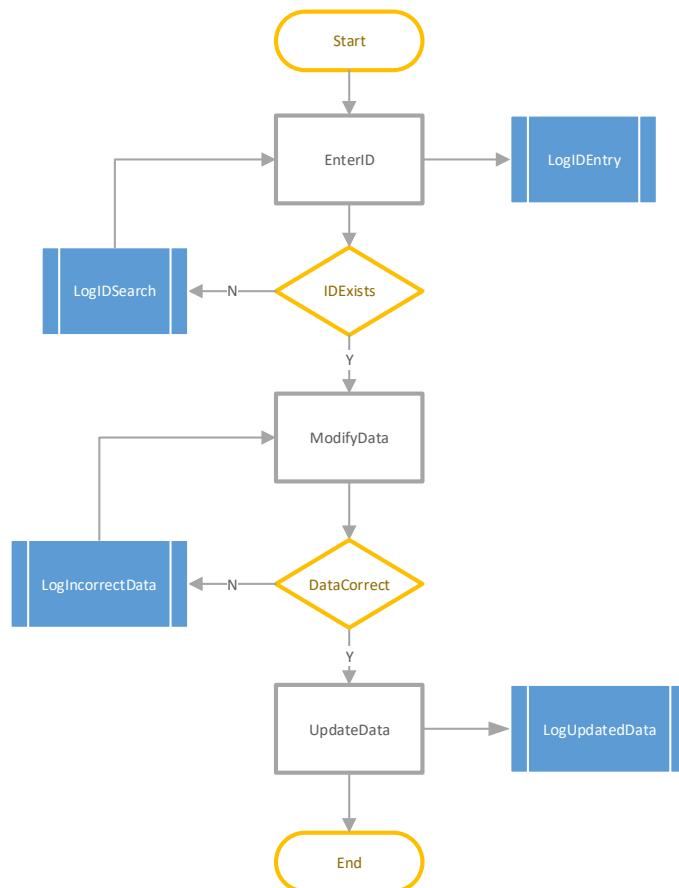 Start
EnterID
LogIDEntry
LogIDSearch
N
IDExists
Y
ModifyData
LogIncorrectData
N
DataCorrect
Y
UpdateData
LogUpdatedData
End